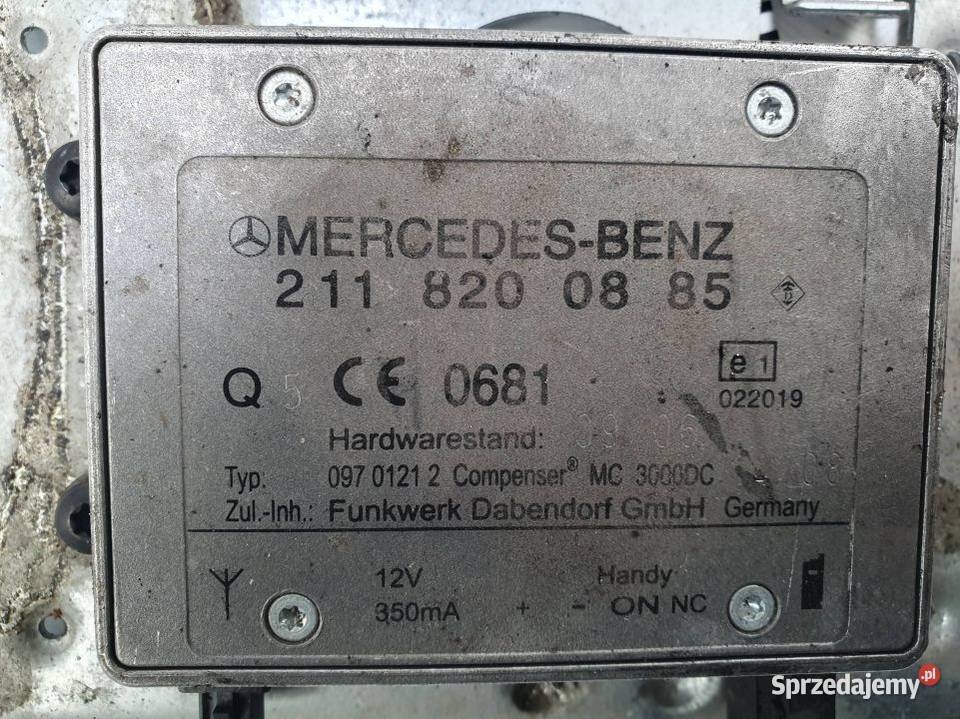 MERCEDES-BENZ
211 820 08 85
Q 5 CE 0681 e1
022019
Hardwarestand:
Typ: 097 0121 2 Compenser® MC 3000DC
Zul.-Inh.: Funkwerk Dabendorf GmbH Germany
12V Handy
350mA + - ON NC
Sprzedajemy.pl